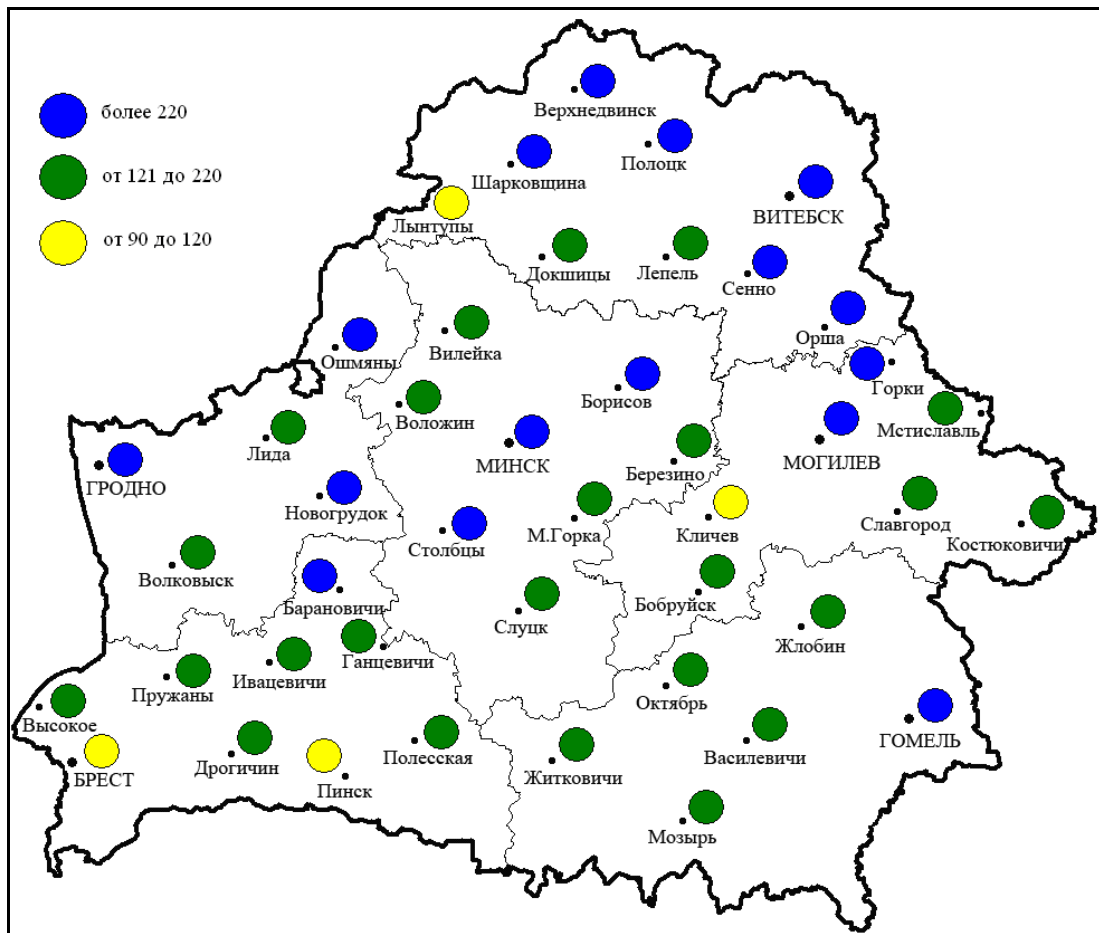 более 220
от 121 до 220
от 90 до 120
Верхнедвинск
Полоцк
Шарковщина
ВИТЕБСК
Лынтупы
Докшицы
Лепель
Сенно
Орша
Вилейка
Ошмяны
Горки
Борисов
Воложин
Мстиславль
Лида
МИНСК
Березино
МОГИЛЕВ
ГРОДНО
Новогрудок
Столбцы
М.Горка
Кличев
Славгород
Костюковичи
Волковыск
Барановичи
Бобруйск
Слуцк
Жлобин
Ганцевичи
Ивацевичи
Пружаны
Октябрь
Высокое
ГОМЕЛЬ
Полесская
Василевичи
Дрогичин
БРЕСТ
Житковичи
Пинск
Мозырь